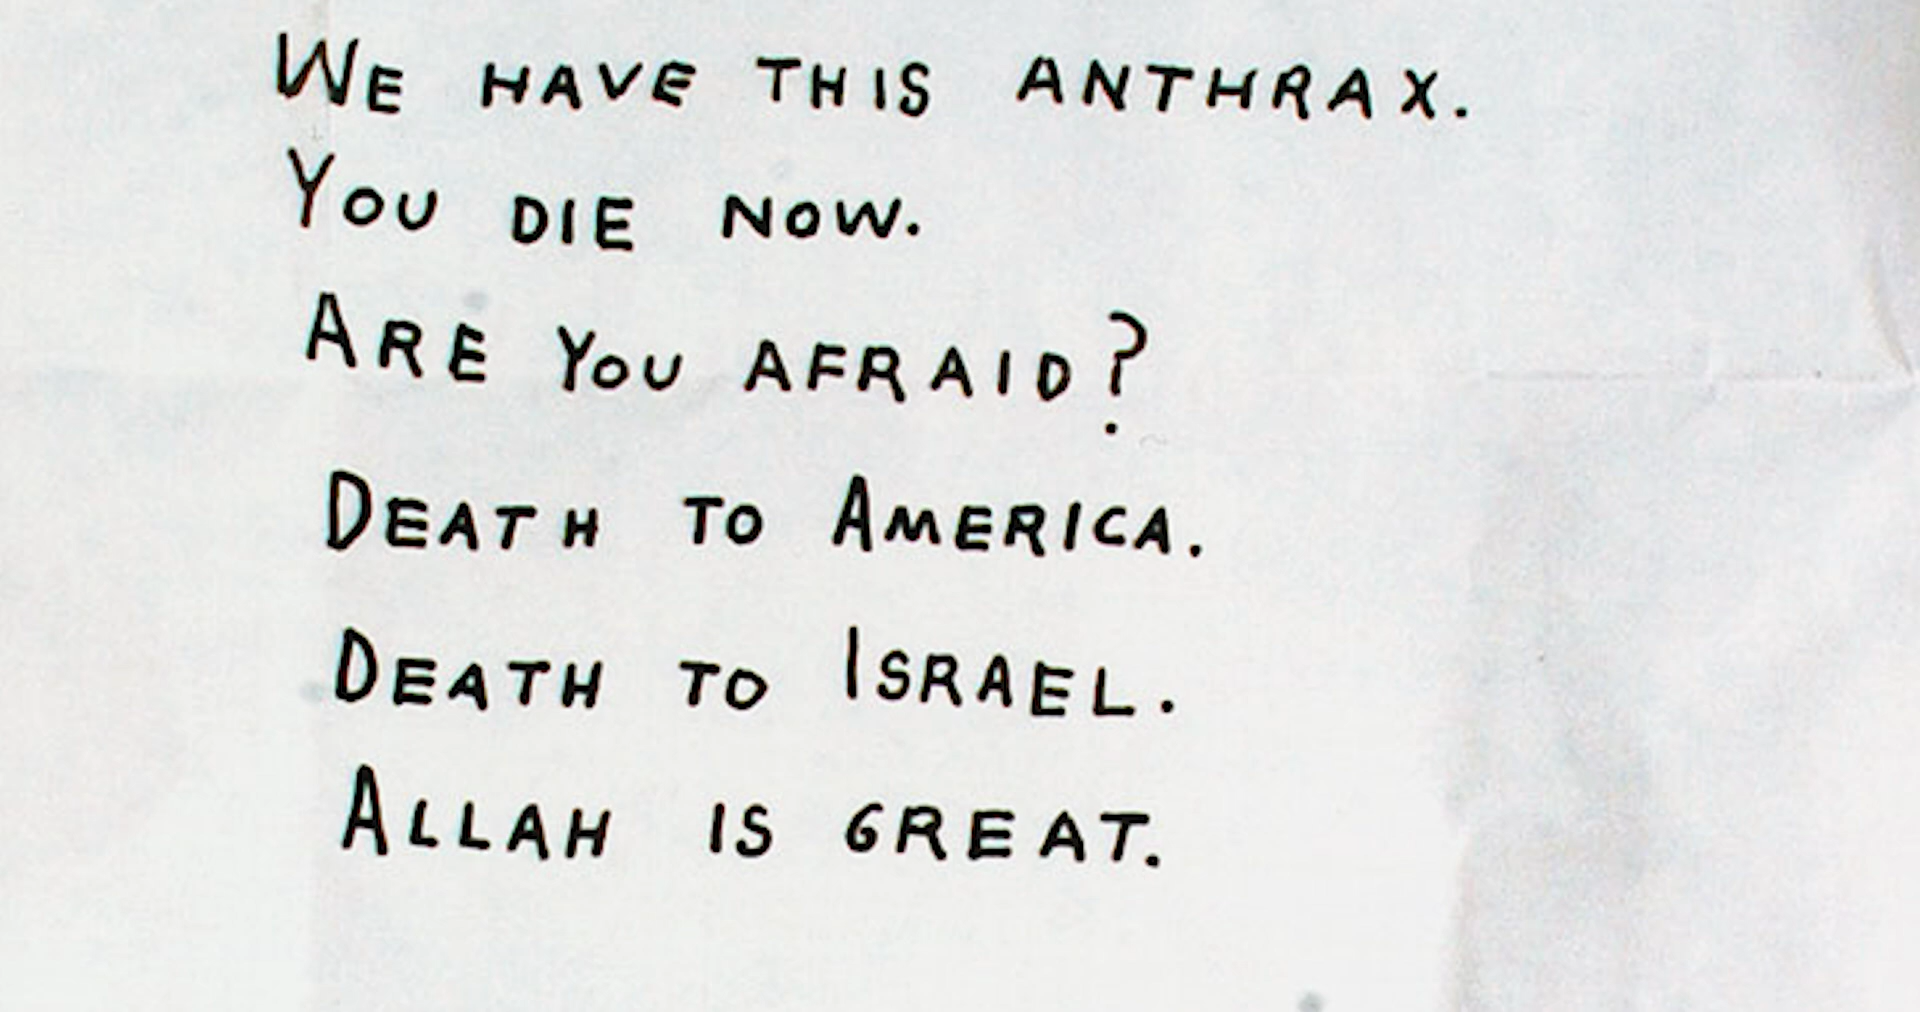 WE HAVE THIS ANTHRAX.
YOU DIE NOW.
ARE YOU AFRAID?
DEATH TO AMERICA.
DEATH TO ISRAEL.
ALLAH IS GREAT.